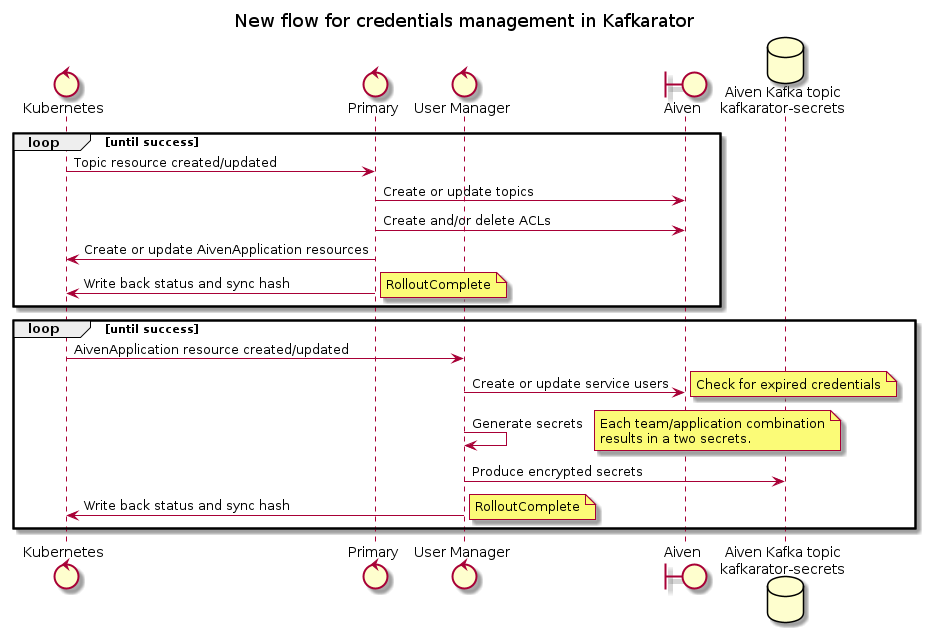 New flow for credentials management in Kafkarator
Kubernetes
Primary
User Manager
Aiven
Aiven Kafka topic
kafkarator-secrets
loop
[until success]
Topic resource created/updated
Create or update topics
Create and/or delete ACLs
Create or update AivenApplication resources
Write back status and sync hash
RolloutComplete
loop
[until success]
AivenApplication resource created/updated
Create or update service users
Check for expired credentials
Generate secrets
Each team/application combination
results in a two secrets.
Produce encrypted secrets
Write back status and sync hash
RolloutComplete
Kubernetes
Primary
User Manager
Aiven
Aiven Kafka topic
kafkarator-secrets